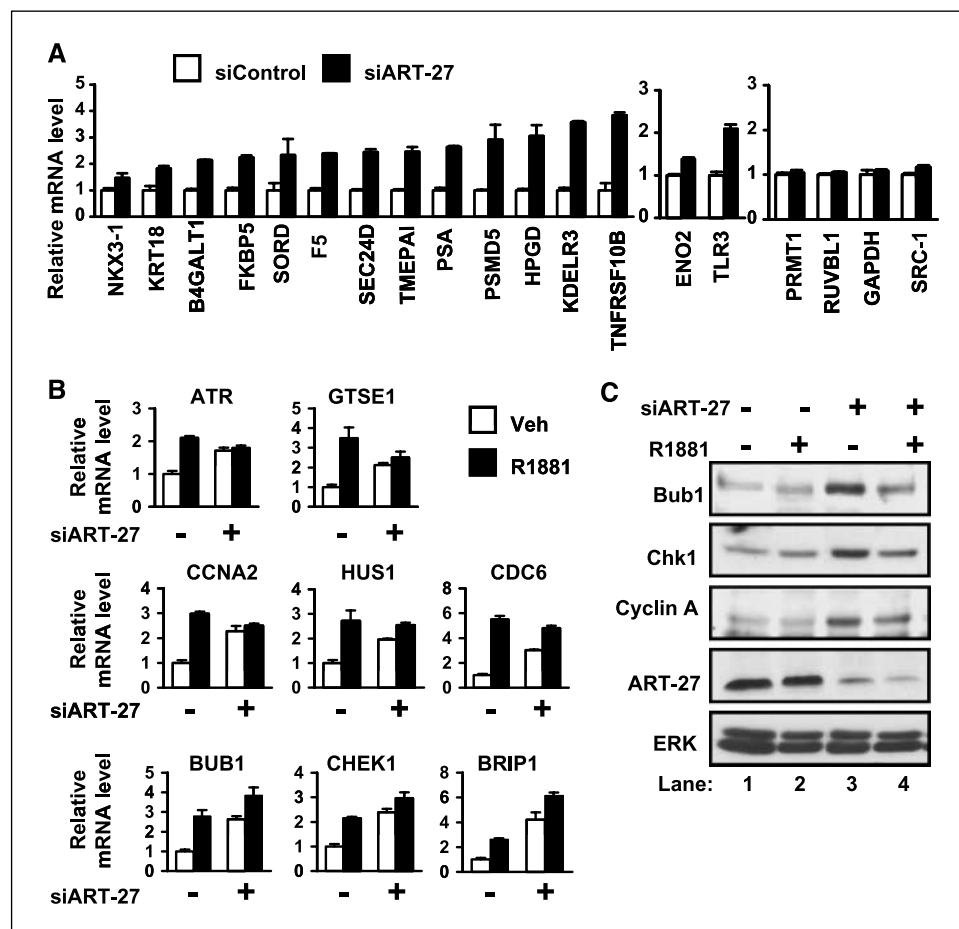 A
siControl siART-27
Relative mRNA level
5
4
3
2
1
0
3
2
1
0
3
2
1
0
NKX3-1
KRT18
B4GALT1
FKBP5
SORD
F5
SEC24D
TMEPAI
PSA
PSMD5
HPGD
KDELR3
TNFRSF10B
ENO2
TLR3
PRMT1
RUVBL1
GAPDH
SRC-1
B
ATR
Relative
mRNA level
3
2
1
0
GTSE1
5
4
3
2
1
0
Veh
R1881
siART-27 - + - +
CCNA2
Relative
mRNA level
4
3
2
1
0
HUS1
4
3
2
1
0
CDC6
8
6
4
2
0
siART-27 - + - + - +
BUB1
Relative
mRNA level
5
4
3
2
1
0
CHEK1
4
3
2
1
0
BRIP1
8
6
4
2
0
siART-27 - + - + - +
C
siART-27 - - + +
R1881 - + - +
Bub1
Chk1
Cyclin A
ART-27
ERK
Lane: 1 2 3 4